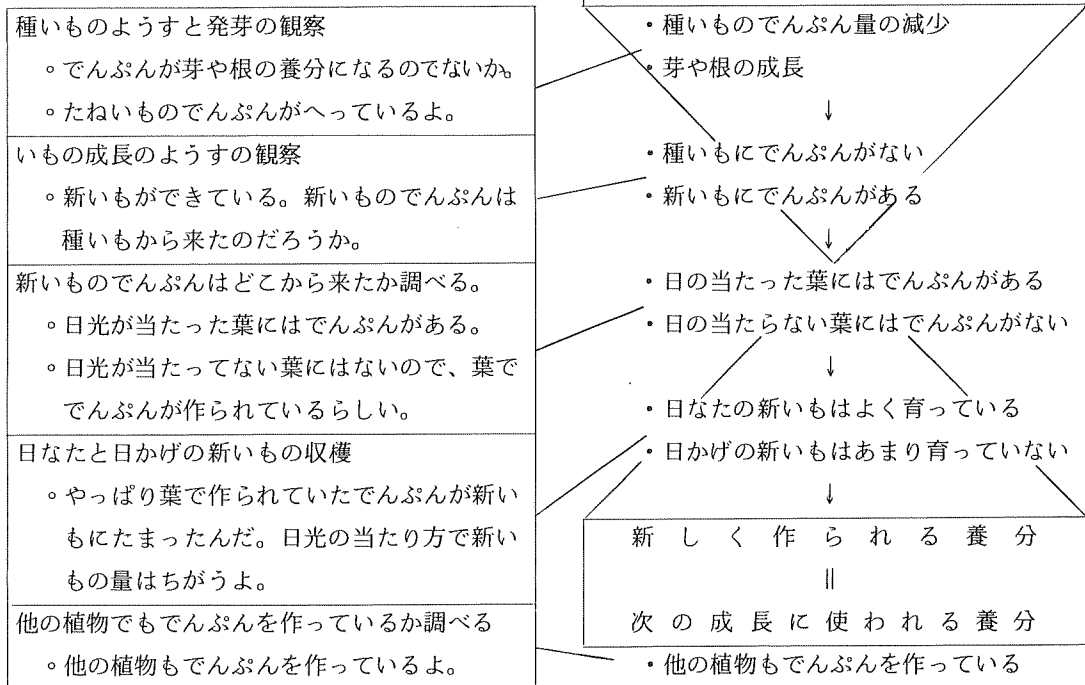 種いものようすと発芽の観察
◦でんぷんが芽や根の養分になるのでないか。
◦たねいものでんぷんがへっているよ。
いもの成長のようすの観察
◦新いもができている。新いものでんぷんは
種いもから来たのだろうか。
新いものでんぷんはどこから来たか調べる。
◦日光が当たった葉にはでんぷんがある。
◦日光が当たってない葉にはないので、葉で
でんぷんが作られているらしい。
日なたと日かげの新いもの収穫
◦やっぱり葉で作られていたでんぷんが新い
もにたまったんだ。日光の当たり方で新い
もの量はちがうよ。
他の植物でもでんぷんを作っているか調べる
◦他の植物もでんぷんを作っているよ。
・種いものでんぷん量の減少
・芽や根の成長
↓
・種いもにでんぷんがない
・新いもにでんぷんがある
↓
・日の当たった葉にはでんぷんがある
・日の当たらない葉にはでんぷんがない
↓
・日なたの新いもはよく育っている
・日かげの新いもはあまり育っていない
↓
新しく作られる養分
||
次の成長に使われる養分
・他の植物もでんぷんを作っている